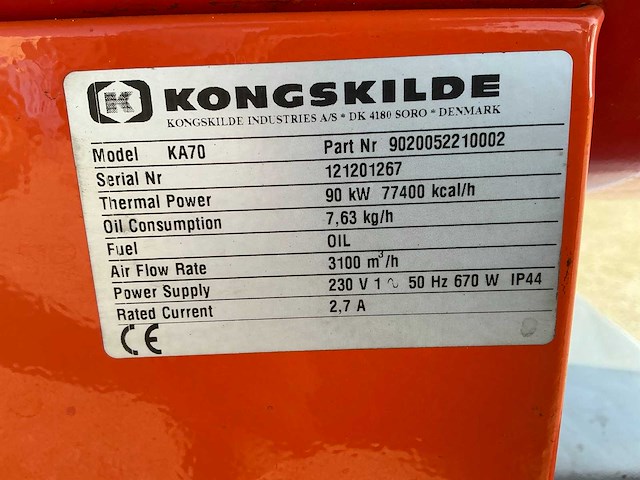 K KONGSKILDE
KONGSKILDE INDUSTRIES A/S * DK 4180 SORO * DENMARK
Model KA70 Part Nr 9020052210002
Serial Nr 121201267
Thermal Power 90 kW 77400 kcal/h
Oil Consumption 7,63 kg/h
Fuel OIL
Air Flow Rate 3100 m³/h
Power Supply 230 V 1 ~ 50 Hz 670 W IP44
Rated Current 2,7 A
CE